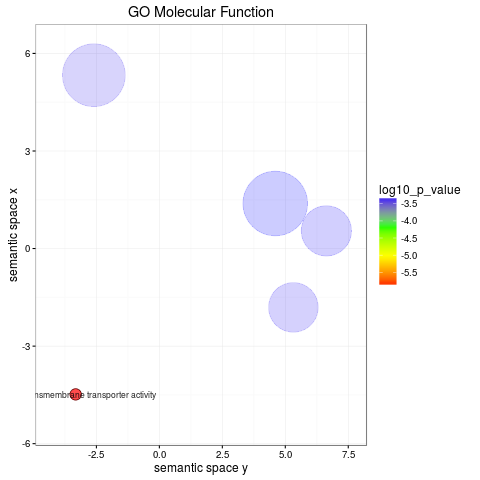 GO Molecular Function
6
3
0
-3
-6
semantic space x
nsmembrane transporter activity
-2.5 0.0 2.5 5.0 7.5
semantic space y
log10_p_value
-3.5
-4.0
-4.5
-5.0
-5.5